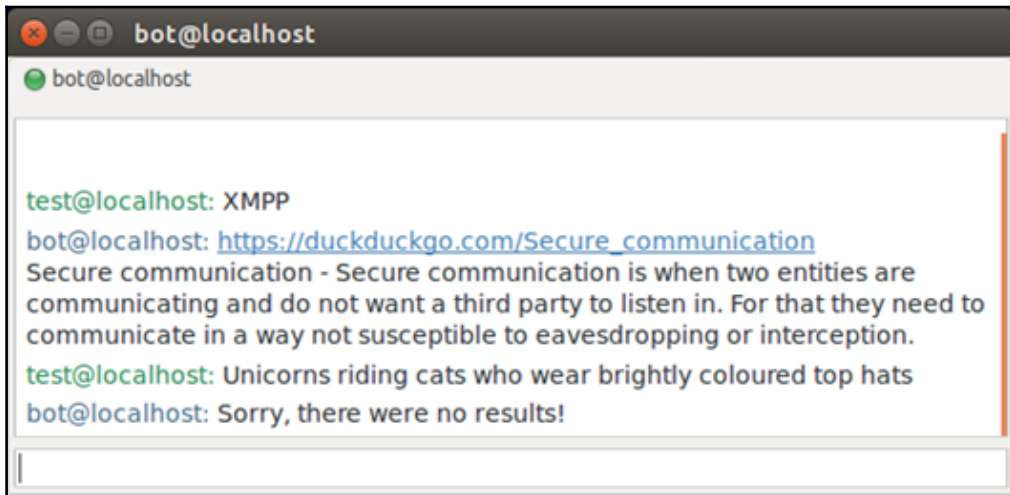 bot@localhost
bot@localhost
test@localhost: XMPP
bot@localhost: https://duckduckgo.com/Secure_communication
Secure communication - Secure communication is when two entities are
communicating and do not want a third party to listen in. For that they need to
communicate in a way not susceptible to eavesdropping or interception.
test@localhost: Unicorns riding cats who wear brightly coloured top hats
bot@localhost: Sorry, there were no results!